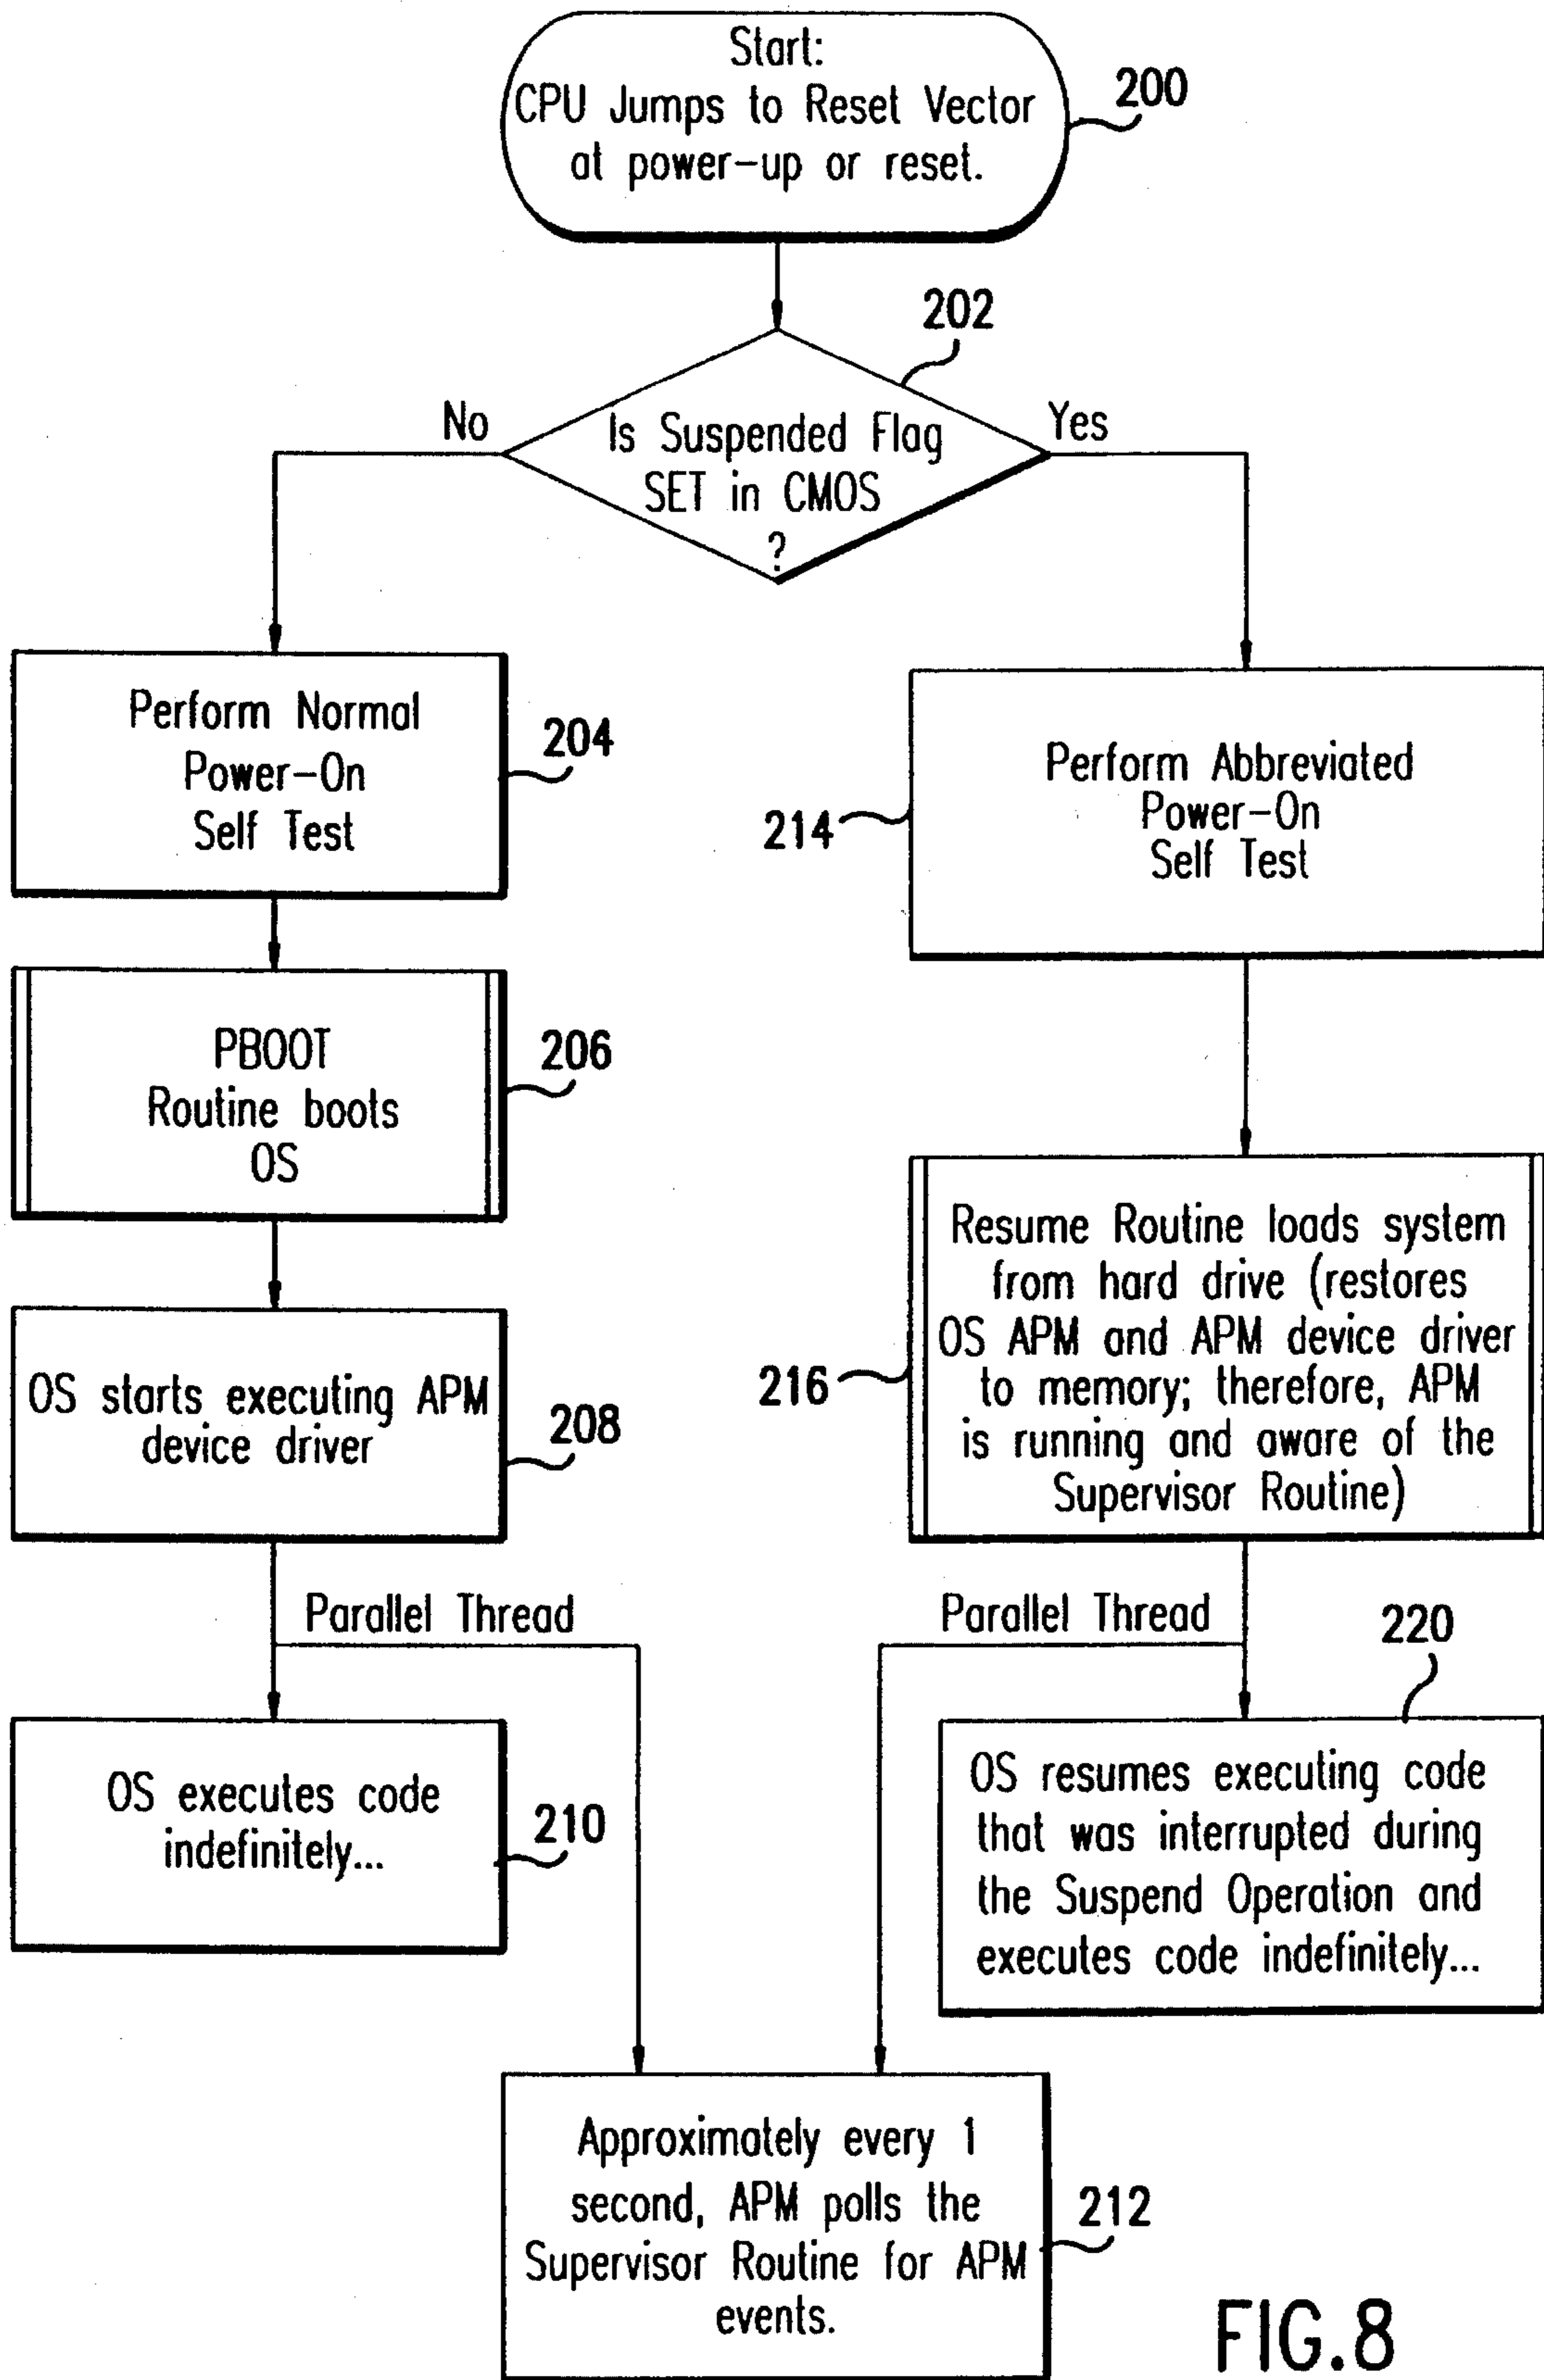 Start:
CPU Jumps to Reset Vector
at power-up or reset.
200
202
No
Is Suspended Flag
SET in CMOS
?
Yes
Perform Normal
Power-On
Self Test
204
Perform Abbreviated
Power-On
Self Test
214
PBOOT
Routine boots
OS
206
Resume Routine loads system
from hard drive (restores
OS APM and APM device driver
to memory; therefore, APM
is running and aware of the
Supervisor Routine)
216
OS starts executing APM
device driver
208
Parallel Thread
Parallel Thread
220
OS executes code
indefinitely...
210
OS resumes executing code
that was interrupted during
the Suspend Operation and
executes code indefinitely...
Approximately every 1
second, APM polls the
Supervisor Routine for APM
events.
212
FIG.8